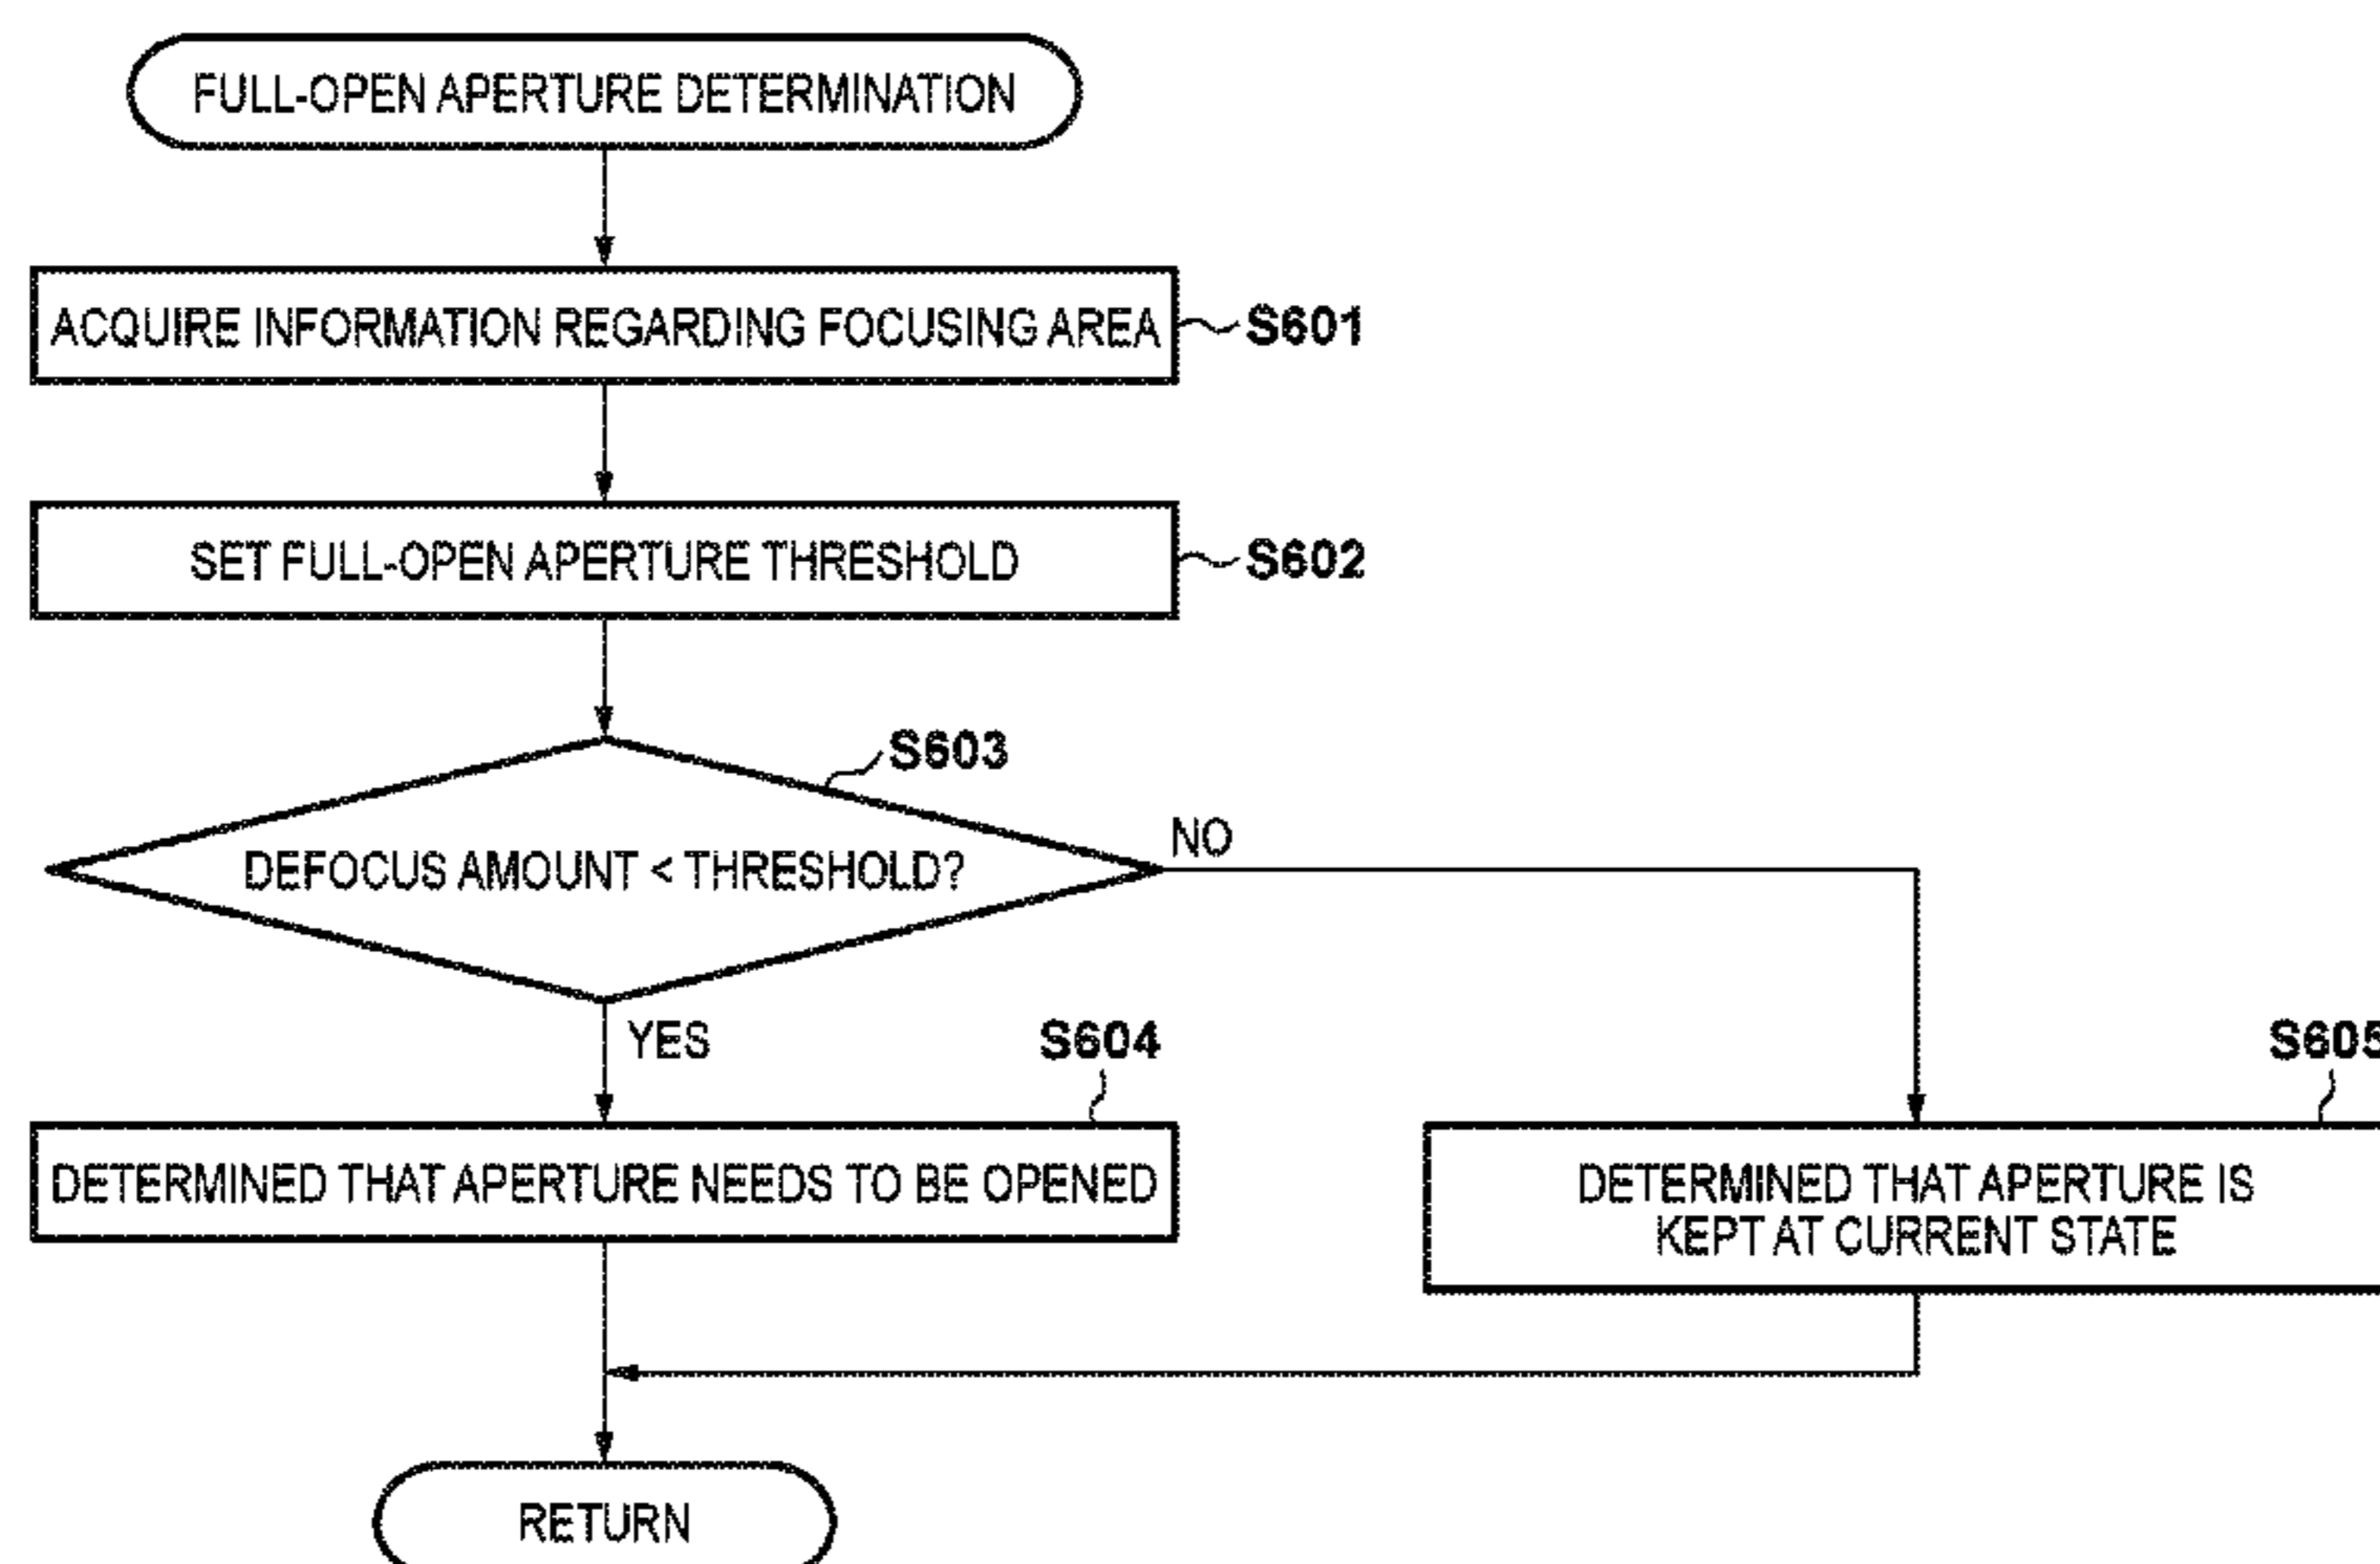 FULL-OPEN APERTURE DETERMINATION
ACQUIRE INFORMATION REGARDING FOCUSING AREA
S601
SET FULL-OPEN APERTURE THRESHOLD
S602
S603
DEFOCUS AMOUNT < THRESHOLD?
NO
YES
S604
S605
DETERMINED THAT APERTURE NEEDS TO BE OPENED
DETERMINED THAT APERTURE IS
KEPT AT CURRENT STATE
RETURN